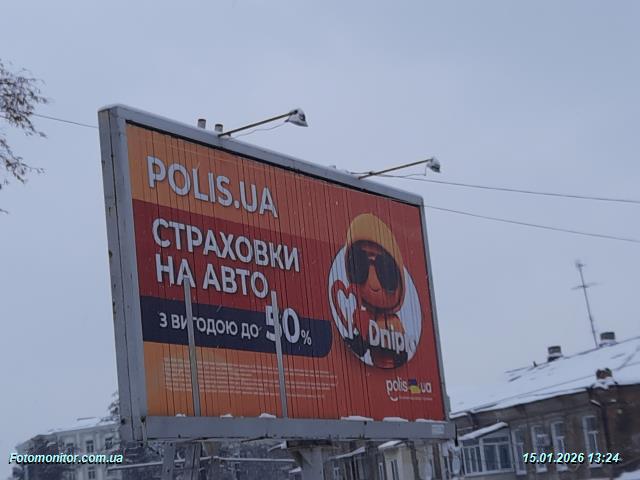 POLIS.UA
СТРАХОВКИ
НА АВТО
З ВИГОДОЮ ДО 50%
Dnipro
polis.ua
Fotomonitor.com.ua
15.01.2026 13:24